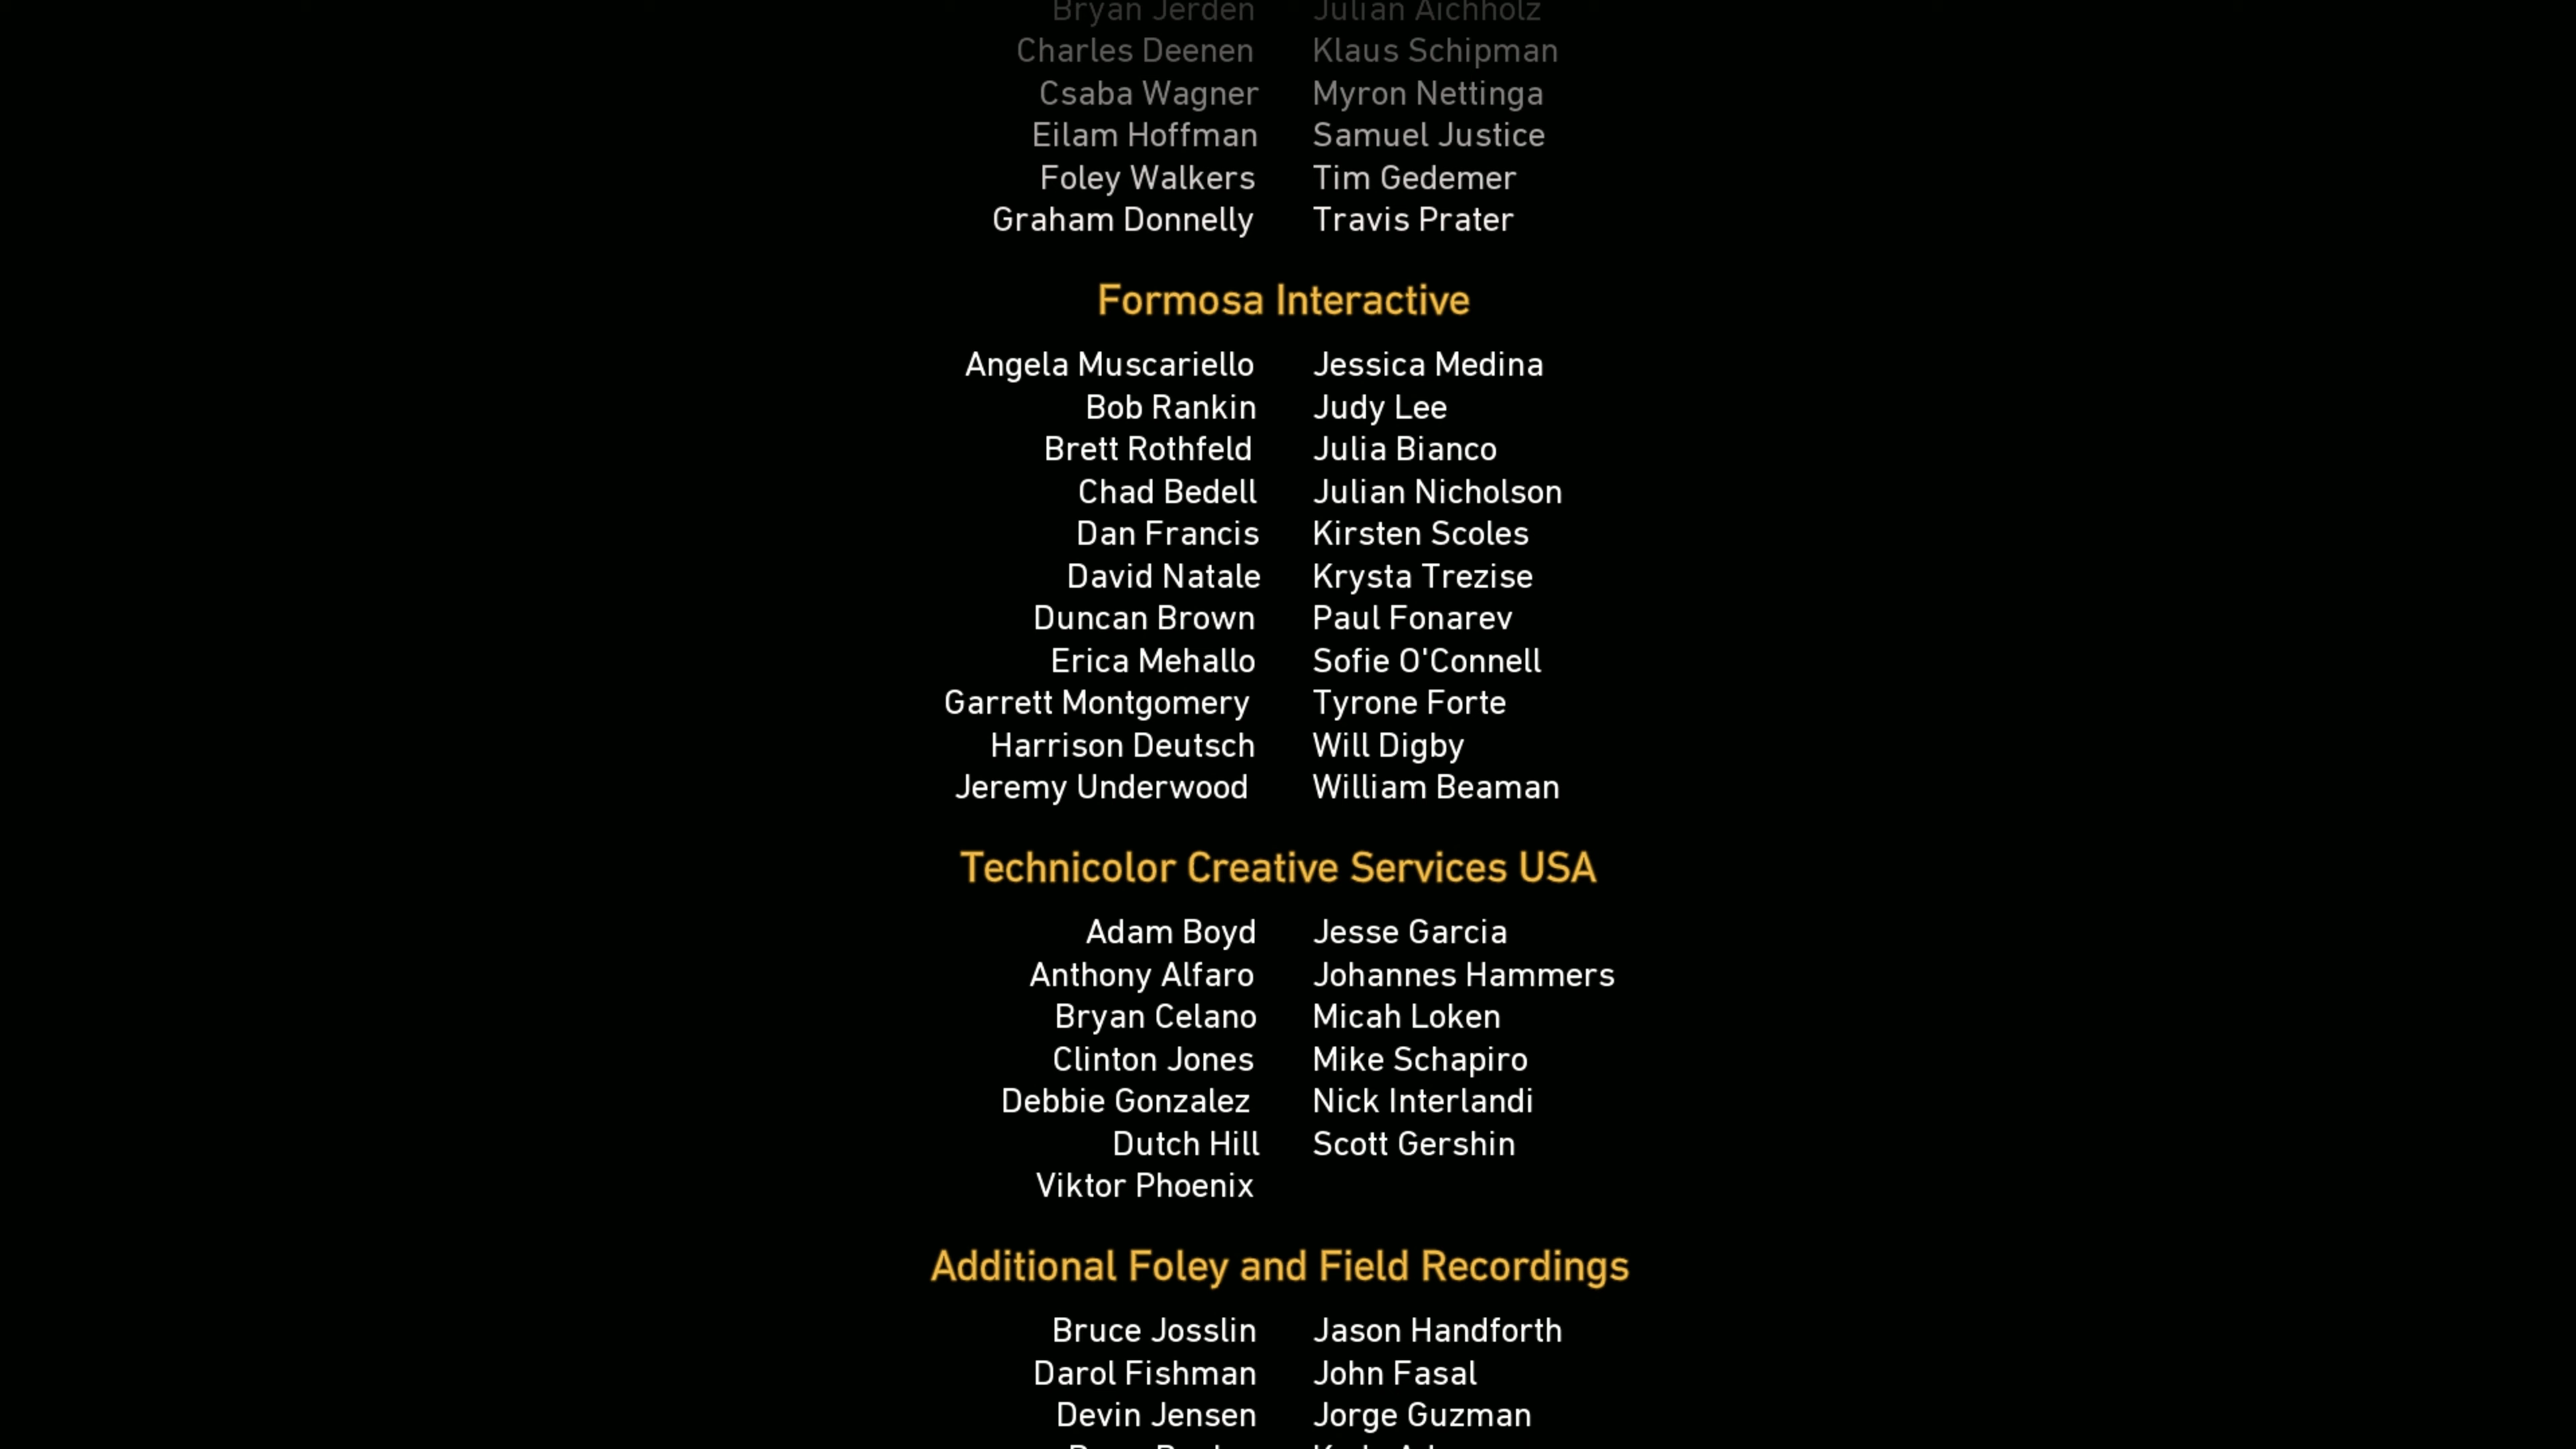 Bryan Jerden Julian Aichholz
Charles Deenen Klaus Schipman
Csaba Wagner Myron Nettinga
Eilam Hoffman Samuel Justice
Foley Walkers Tim Gedemer
Graham Donnelly Travis Prater
Formosa Interactive
Angela Muscariello Jessica Medina
Bob Rankin Judy Lee
Brett Rothfeld Julia Bianco
Chad Bedell Julian Nicholson
Dan Francis Kirsten Scoles
David Natale Krysta Trezise
Duncan Brown Paul Fonarev
Erica Mehallo Sofie O'Connell
Garrett Montgomery Tyrone Forte
Harrison Deutsch Will Digby
Jeremy Underwood William Beaman
Technicolor Creative Services USA
Adam Boyd Jesse Garcia
Anthony Alfaro Johannes Hammers
Bryan Celano Micah Loken
Clinton Jones Mike Schapiro
Debbie Gonzalez Nick Interlandi
Dutch Hill Scott Gershin
Viktor Phoenix
Additional Foley and Field Recordings
Bruce Josslin Jason Handforth
Darol Fishman John Fasal
Devin Jensen Jorge Guzman